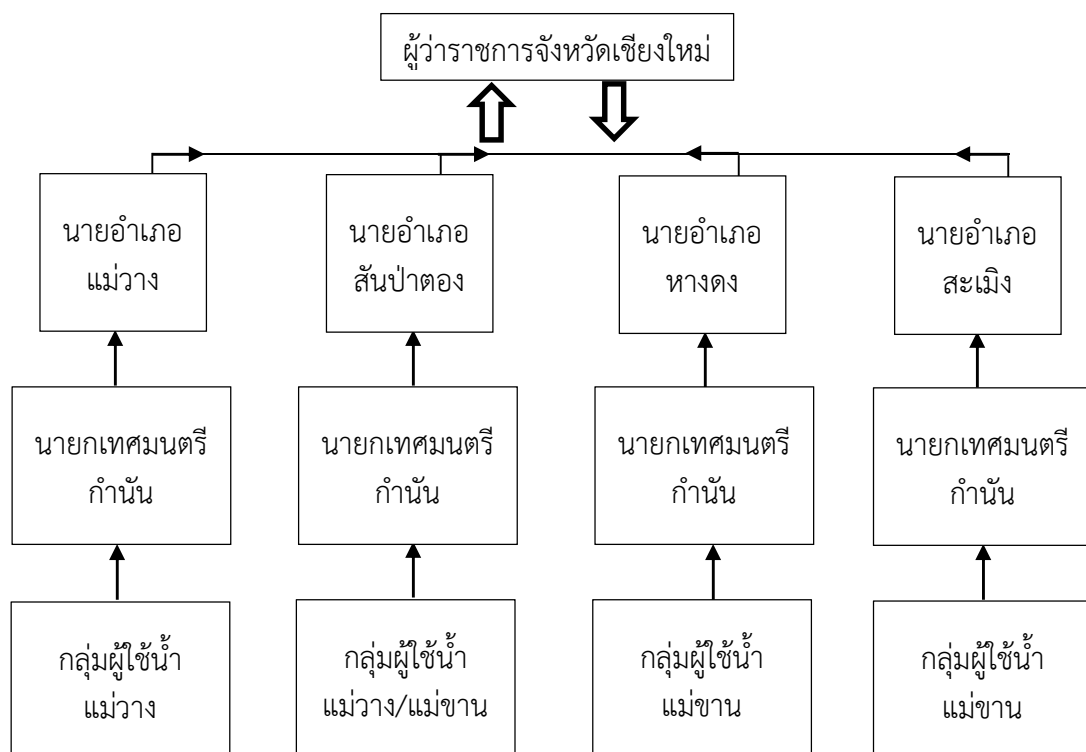 ผู้ว่าราชการจังหวัดเชียงใหม่
นายอำเภอ
แม่วาง
นายอำเภอ
สันป่าตอง
นายอำเภอ
หางดง
นายอำเภอ
สะเมิง
นายกเทศมนตรี
กำนัน
นายกเทศมนตรี
กำนัน
นายกเทศมนตรี
กำนัน
นายกเทศมนตรี
กำนัน
กลุ่มผู้ใช้น้ำ
แม่วาง
กลุ่มผู้ใช้น้ำ
แม่วาง/แม่ขาน
กลุ่มผู้ใช้น้ำ
แม่ขาน
กลุ่มผู้ใช้น้ำ
แม่ขาน